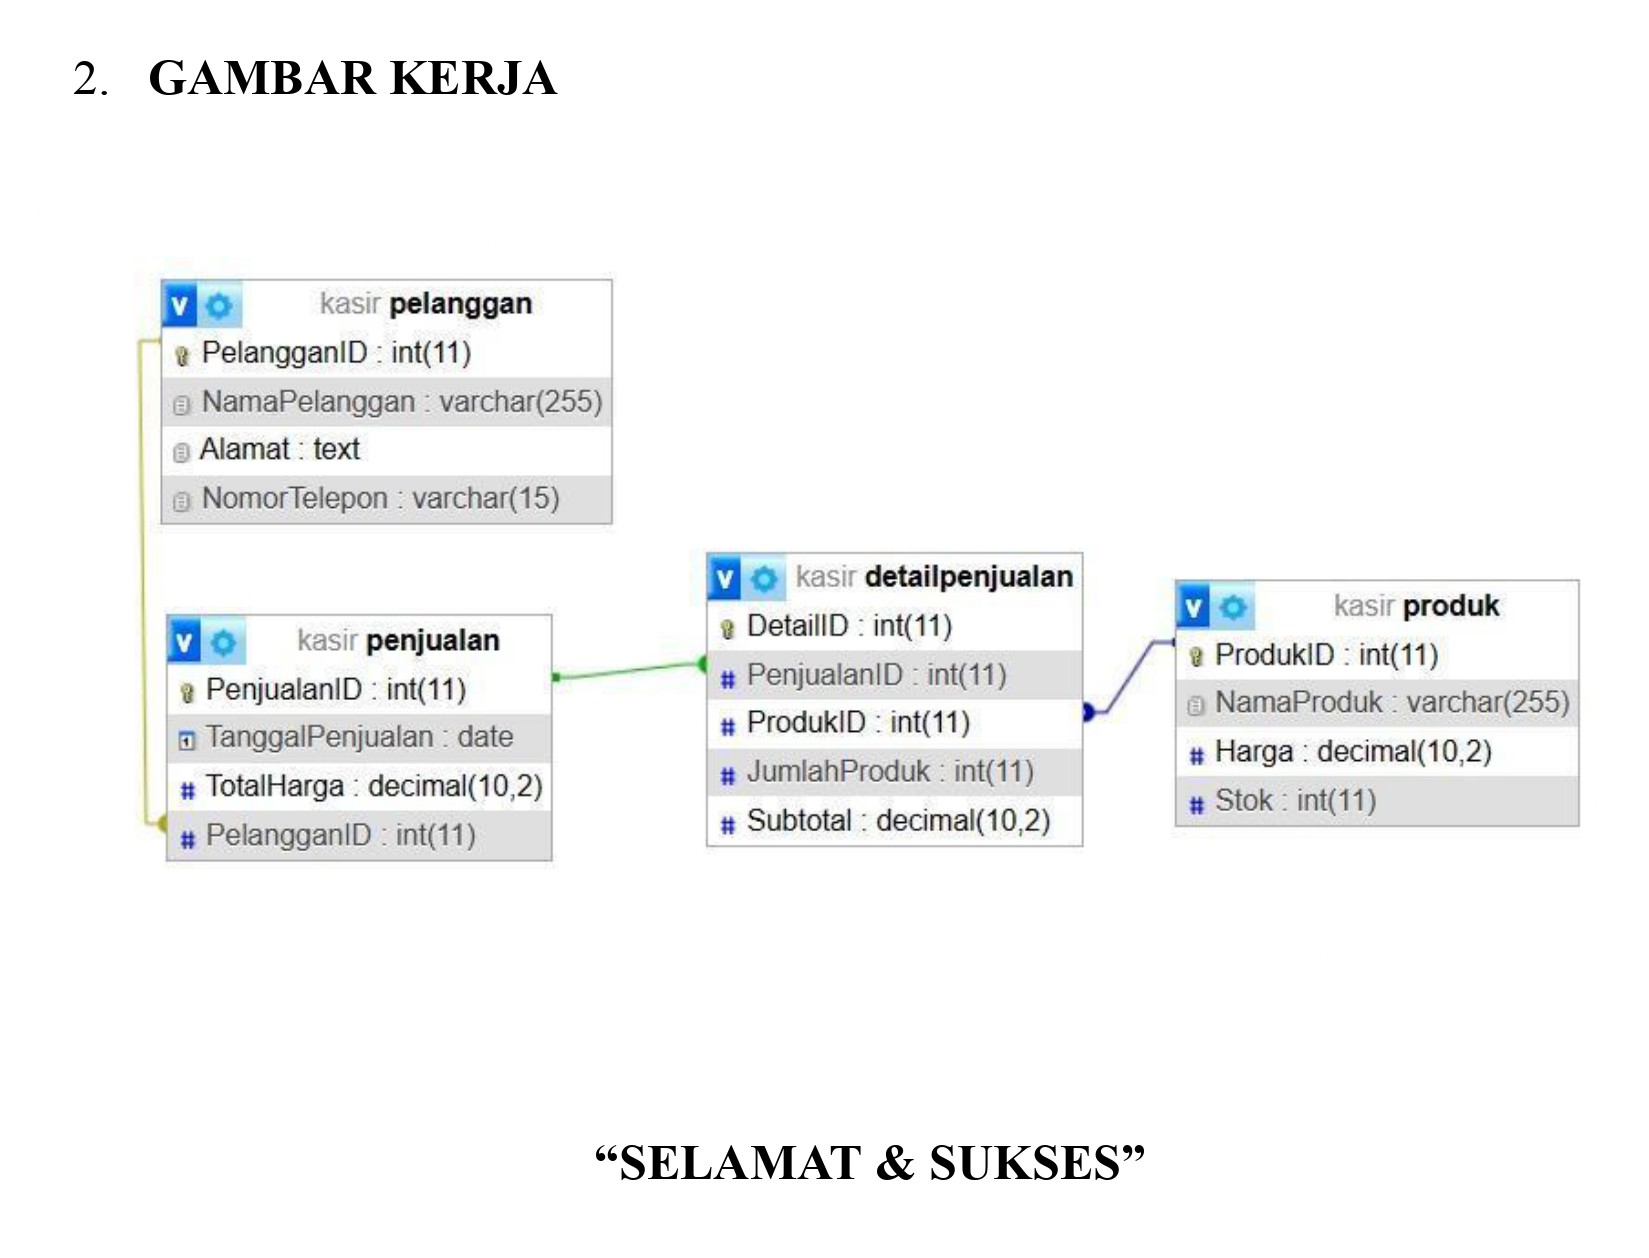 2. GAMBAR KERJA
v kasir pelanggan
PelangganID : int(11)
NamaPelanggan : varchar(255)
Alamat : text
NomorTelepon : varchar(15)
v kasir penjualan
PenjualanID : int(11)
TanggalPenjualan : date
# TotalHarga : decimal(10,2)
# PelangganID : int(11)
v kasir detailpenjualan
DetailID : int(11)
# PenjualanID : int(11)
# ProdukID : int(11)
# JumlahProduk : int(11)
# Subtotal : decimal(10,2)
v kasir produk
ProdukID : int(11)
NamaProduk : varchar(255)
# Harga : decimal(10,2)
# Stok : int(11)
“SELAMAT & SUKSES”